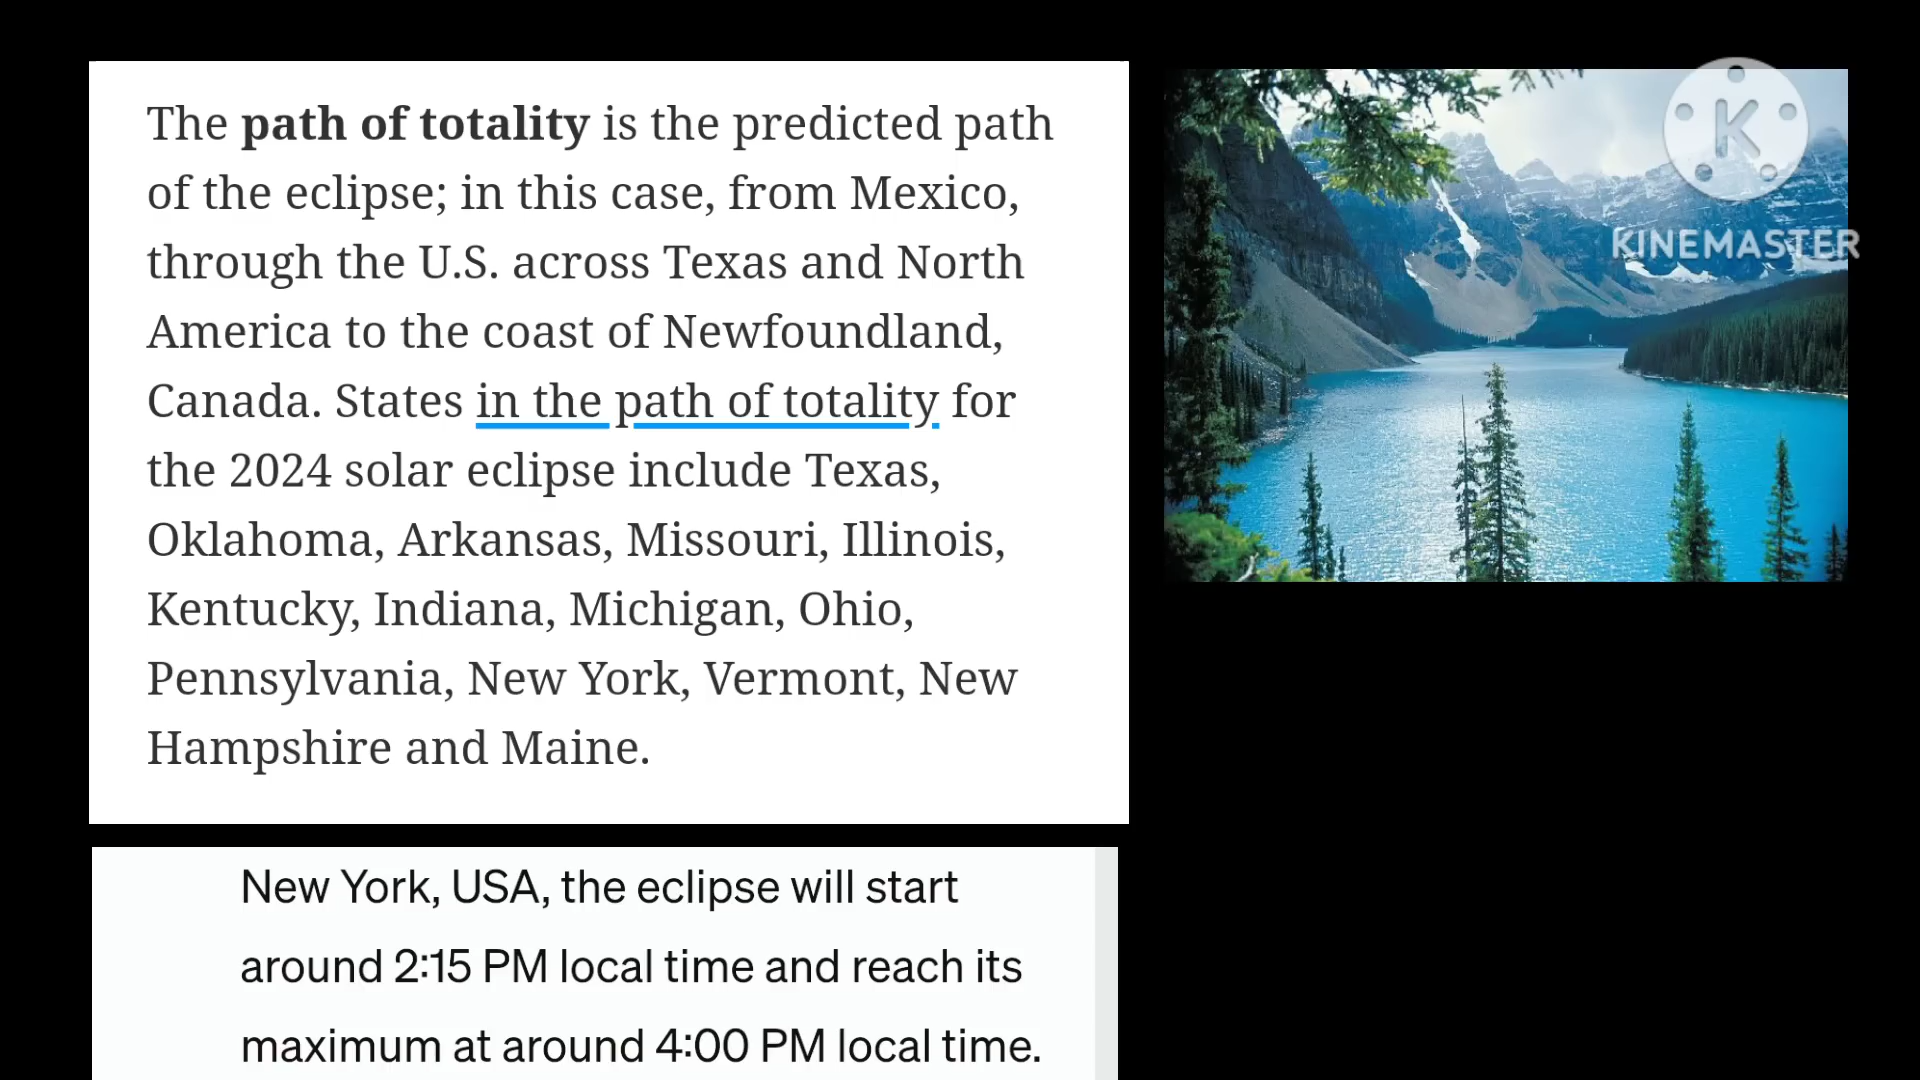 The path of totality is the predicted path
of the eclipse; in this case, from Mexico,
through the U.S. across Texas and North
America to the coast of Newfoundland,
Canada. States in the path of totality for
the 2024 solar eclipse include Texas,
Oklahoma, Arkansas, Missouri, Illinois,
Kentucky, Indiana, Michigan, Ohio,
Pennsylvania, New York, Vermont, New
Hampshire and Maine.
New York, USA, the eclipse will start
around 2:15 PM local time and reach its
maximum at around 4:00 PM local time.
K
KINEMASTER